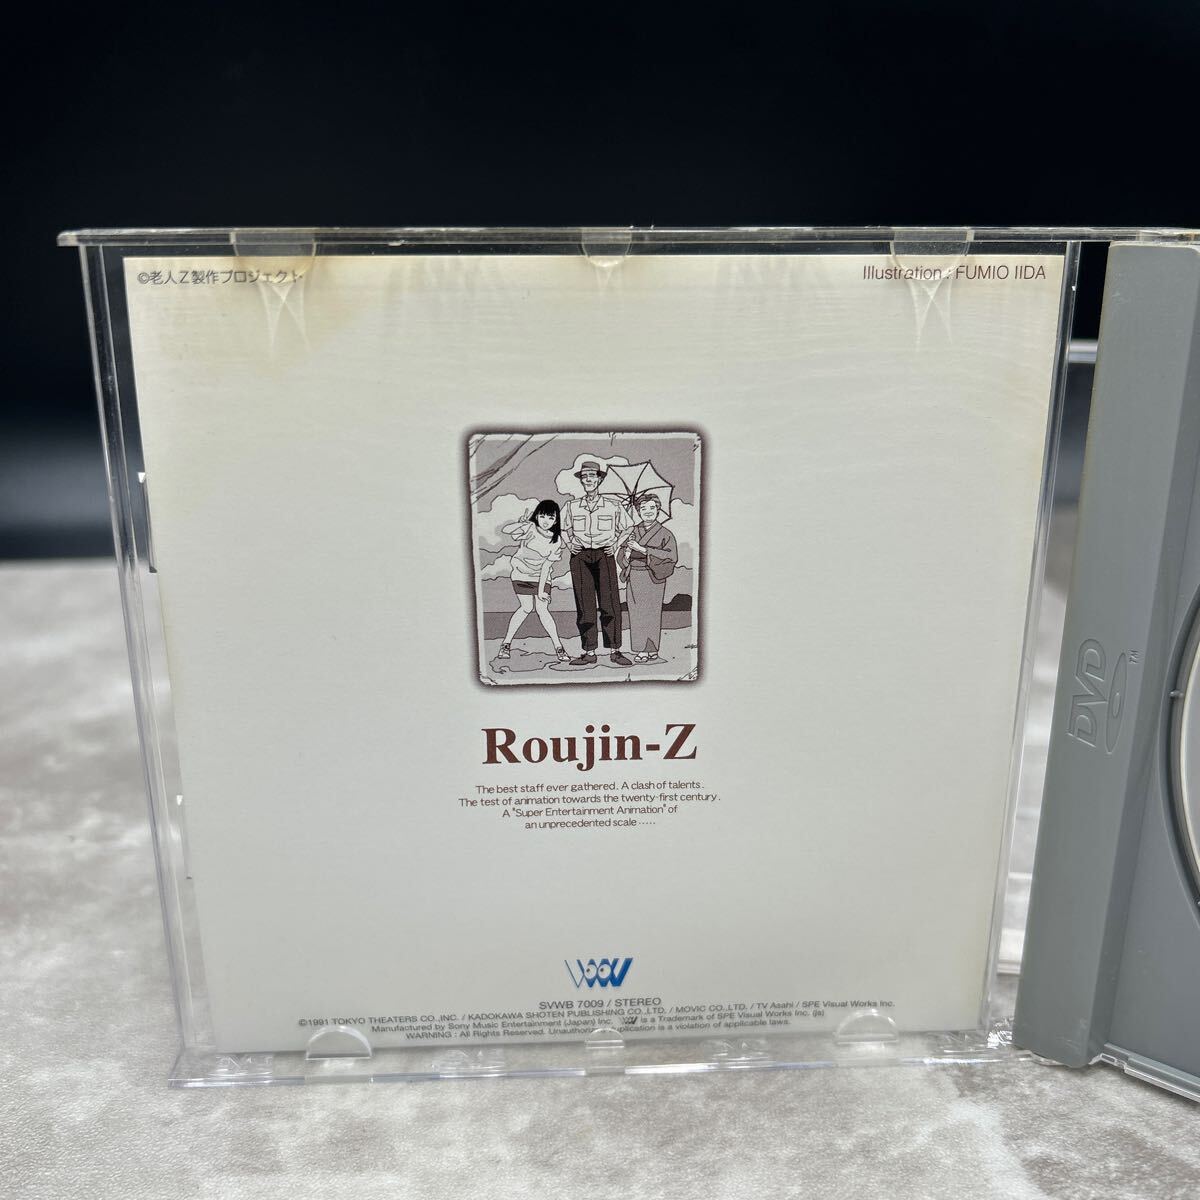 ©老人Z製作プロジェクト
Illustration : FUMIO IIDA
Roujin-Z
The best staff ever gathered. A clash of talents.
The test of animation towards the twenty-first century.
A "Super Entertainment Animation" of
an unprecedented scale ·····
SVWB 7009 / STEREO
©1991 TOKYO THEATERS CO.,INC. / KADOKAWA SHOTEN PUBLISHING CO.,LTD. / MOVIC CO.,LTD. / TV Asahi / SPE Visual Works Inc.
Manufactured by Sony Music Entertainment (Japan) Inc. is a Trademark of SPE Visual Works Inc. (js)
WARNING : All Rights Reserved. Unauthorized duplication is a violation of applicable laws.
DVD™